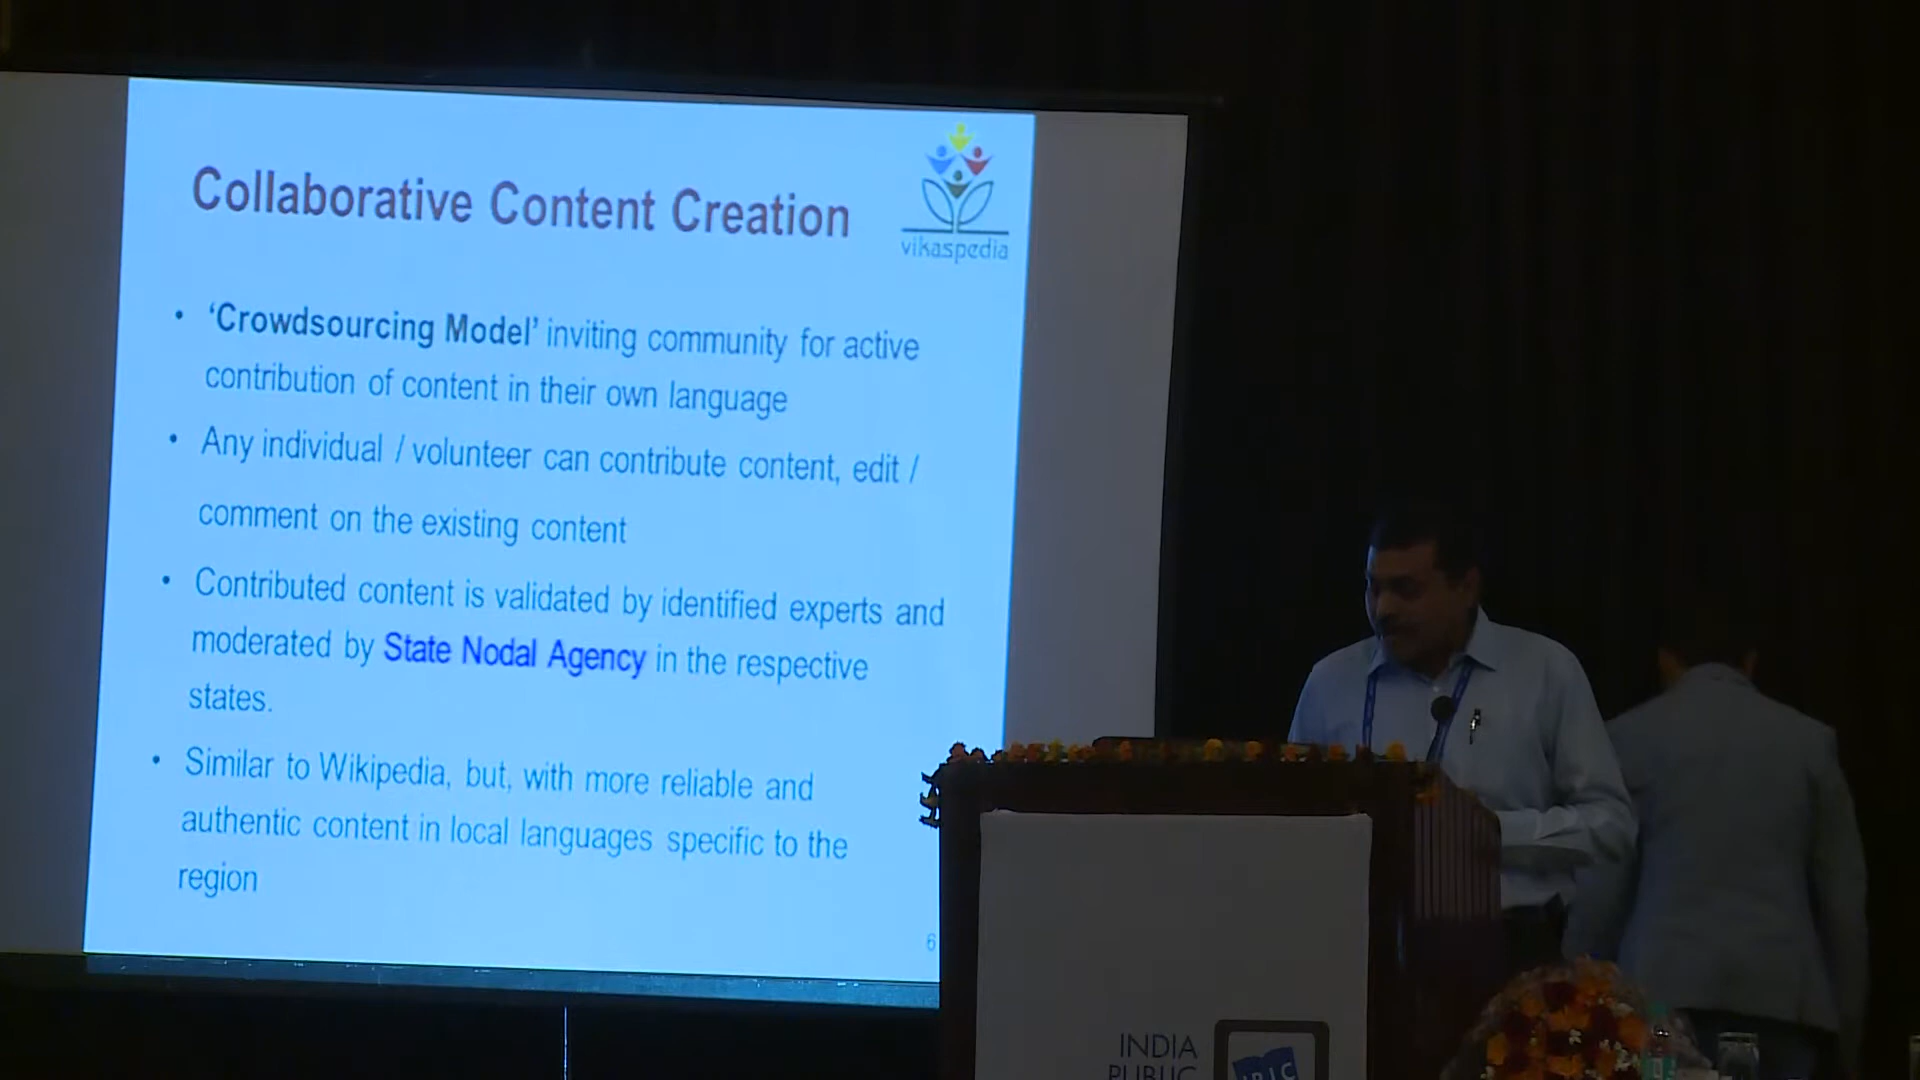 Collaborative Content Creation
vikaspedia
• ‘Crowdsourcing Model’ inviting community for active
contribution of content in their own language
• Any individual / volunteer can contribute content, edit /
comment on the existing content
• Contributed content is validated by identified experts and
moderated by State Nodal Agency in the respective
states.
• Similar to Wikipedia, but, with more reliable and
authentic content in local languages specific to the
region
6
INDIA
PUBLIC
IPLC